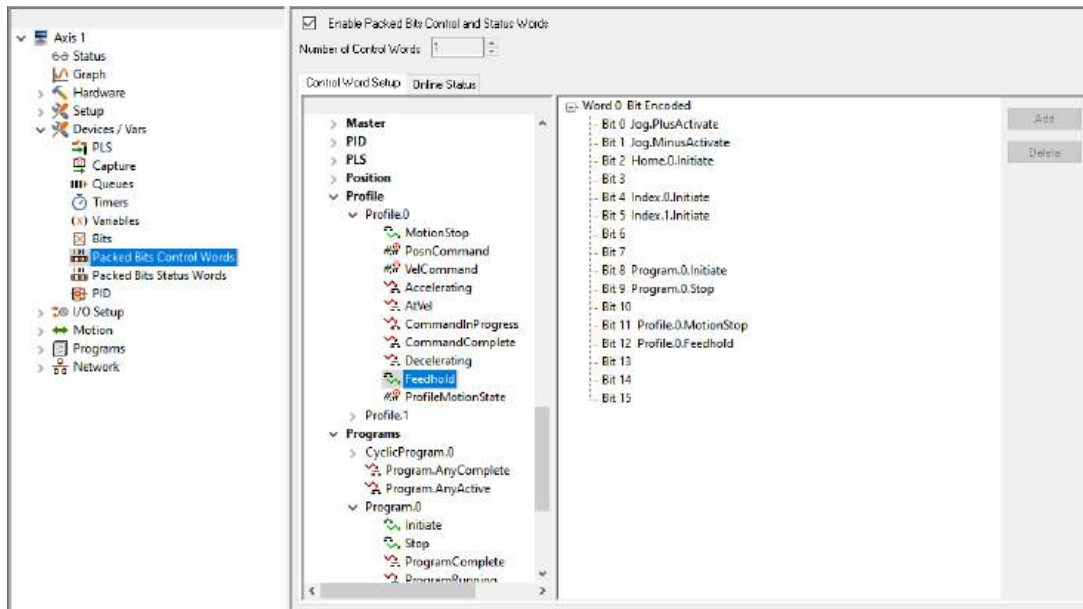 Axis 1
Status
Graph
Hardware
Setup
Devices / Vars
PLS
Capture
Queues
Timers
Variables
Bits
Packed Bits Control Words
Packed Bits Status Words
PID
I/O Setup
Motion
Programs
Network
Enable Packed Bits Control and Status Words
Number of Control Words 1
Control Word Setup Online Status
Master
PID
PLS
Position
Profile
Profile.0
MotionStop
PosnCommand
VelCommand
Accelerating
AtVel
CommandInProgress
CommandComplete
Decelerating
Feedhold
ProfileMotionState
Profile.1
Programs
CyclicProgram.0
Program.AnyComplete
Program.AnyActive
Program.0
Initiate
Stop
ProgramComplete
ProgramRunning
Word 0 Bit Encoded
Bit 0 Jog.PlusActivate
Bit 1 Jog.MinusActivate
Bit 2 Home.0.Initiate
Bit 3
Bit 4 Index.0.Initiate
Bit 5 Index.1.Initiate
Bit 6
Bit 7
Bit 8 Program.0.Initiate
Bit 9 Program.0.Stop
Bit 10
Bit 11 Profile.0.MotionStop
Bit 12 Profile.0.Feedhold
Bit 13
Bit 14
Bit 15
Add
Delete